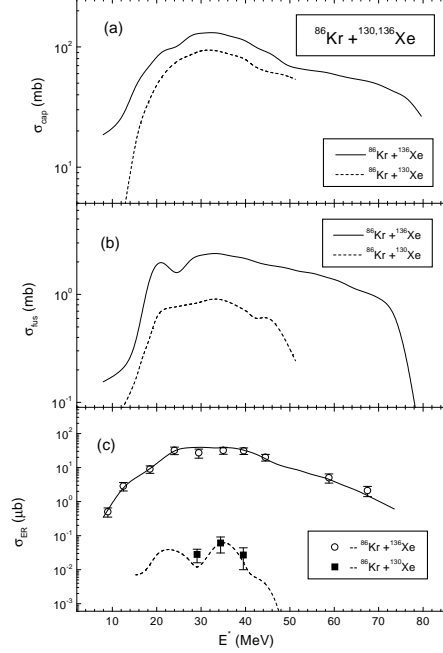 (a)
⁸⁶Kr + ¹³⁰,¹³⁶Xe
10²
10¹
σcap (mb)
⁸⁶Kr + ¹³⁶Xe
⁸⁶Kr + ¹³⁰Xe
(b)
⁸⁶Kr + ¹³⁶Xe
⁸⁶Kr + ¹³⁰Xe
10⁰
10⁻¹
σfus (mb)
(c)
10²
10¹
10⁰
10⁻¹
10⁻²
10⁻³
σER (μb)
⁸⁶Kr + ¹³⁶Xe
⁸⁶Kr + ¹³⁰Xe
10 20 30 40 50 60 70 80
E* (MeV)